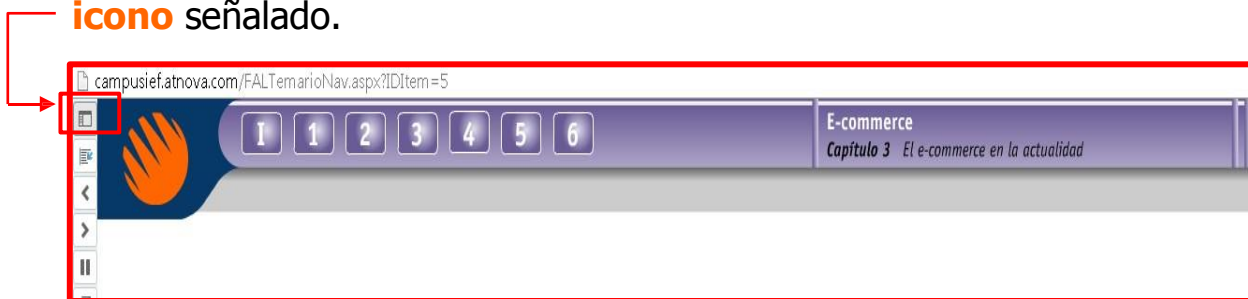 icono señalado.
campusief.atnova.com/FALTemarioNav.aspx?IDItem=5
I 1 2 3 4 5 6
E-commerce
Capítulo 3 El e-commerce en la actualidad